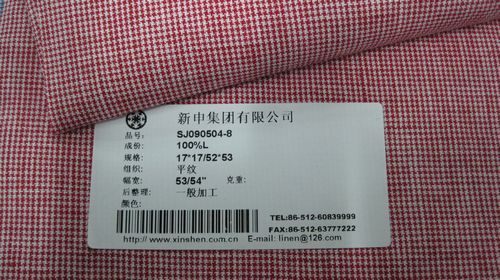 新申集团有限公司
品号: SJ090504-8
成份: 100%L
规格: 17*17/52*53
组织: 平纹
幅宽: 53/54" 克重:
后整理: 一般加工
颜色:
TEL:86-512-60839999
FAX:86-512-63777222
http://www.xinshen.com.cn E-mail: linen@126.com